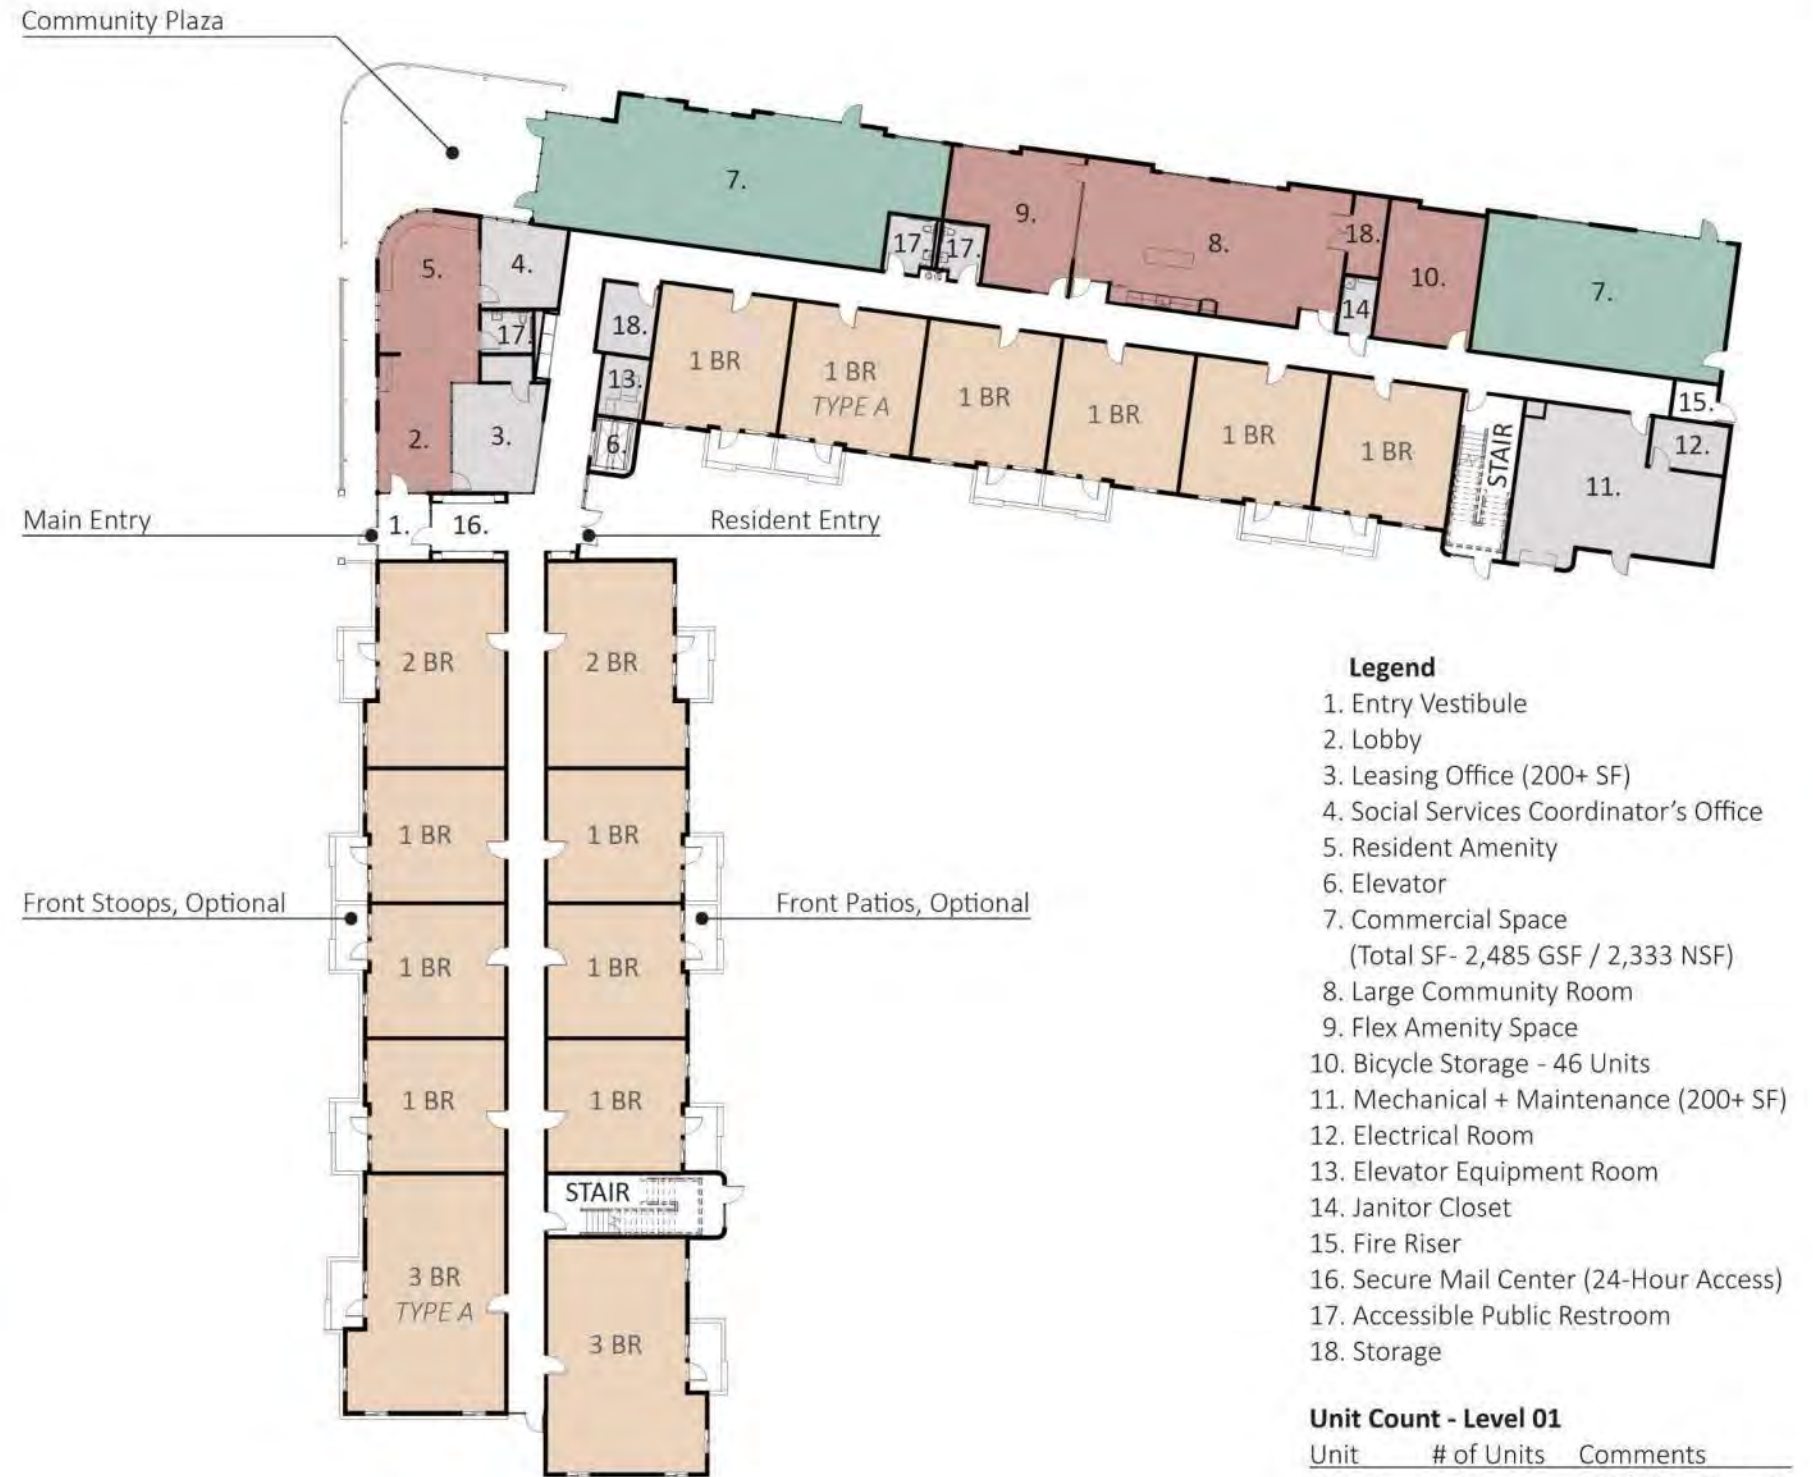 Community Plaza
7.
9.
8.
18.
10.
7.
17.
17.
14
5.
4.
17.
18.
13.
6.
2.
3.
1 BR
1 BR
TYPE A
1 BR
1 BR
1 BR
1 BR
STAIR
15.
12.
11.
Main Entry
1.
16.
Resident Entry
2 BR
2 BR
1 BR
1 BR
Front Stoops, Optional
Front Patios, Optional
1 BR
1 BR
1 BR
1 BR
STAIR
3 BR
TYPE A
3 BR
Legend
1. Entry Vestibule
2. Lobby
3. Leasing Office (200+ SF)
4. Social Services Coordinator’s Office
5. Resident Amenity
6. Elevator
7. Commercial Space
(Total SF- 2,485 GSF / 2,333 NSF)
8. Large Community Room
9. Flex Amenity Space
10. Bicycle Storage - 46 Units
11. Mechanical + Maintenance (200+ SF)
12. Electrical Room
13. Elevator Equipment Room
14. Janitor Closet
15. Fire Riser
16. Secure Mail Center (24-Hour Access)
17. Accessible Public Restroom
18. Storage
Unit Count - Level 01
Unit # of Units Comments